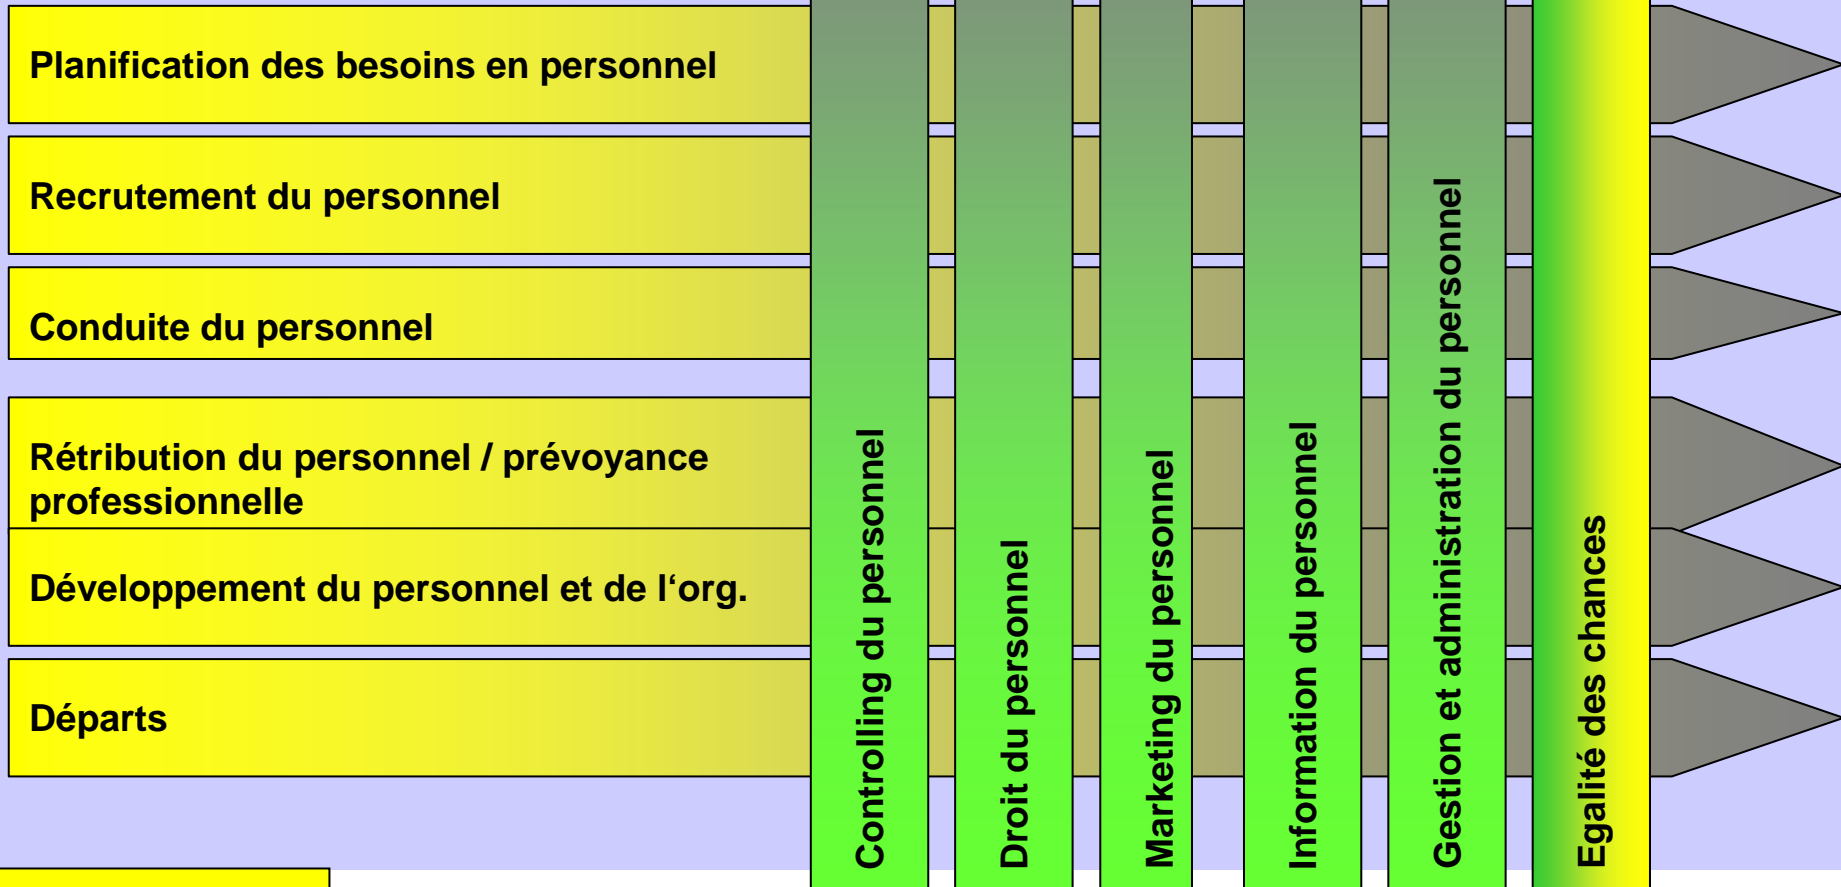 Planification des besoins en personnel
Recrutement du personnel
Conduite du personnel
Rétribution du personnel / prévoyance
professionnelle
Développement du personnel et de l‘org.
Départs
Controlling du personnel
Droit du personnel
Marketing du personnel
Information du personnel
Gestion et administration du personnel
Egalité des chances